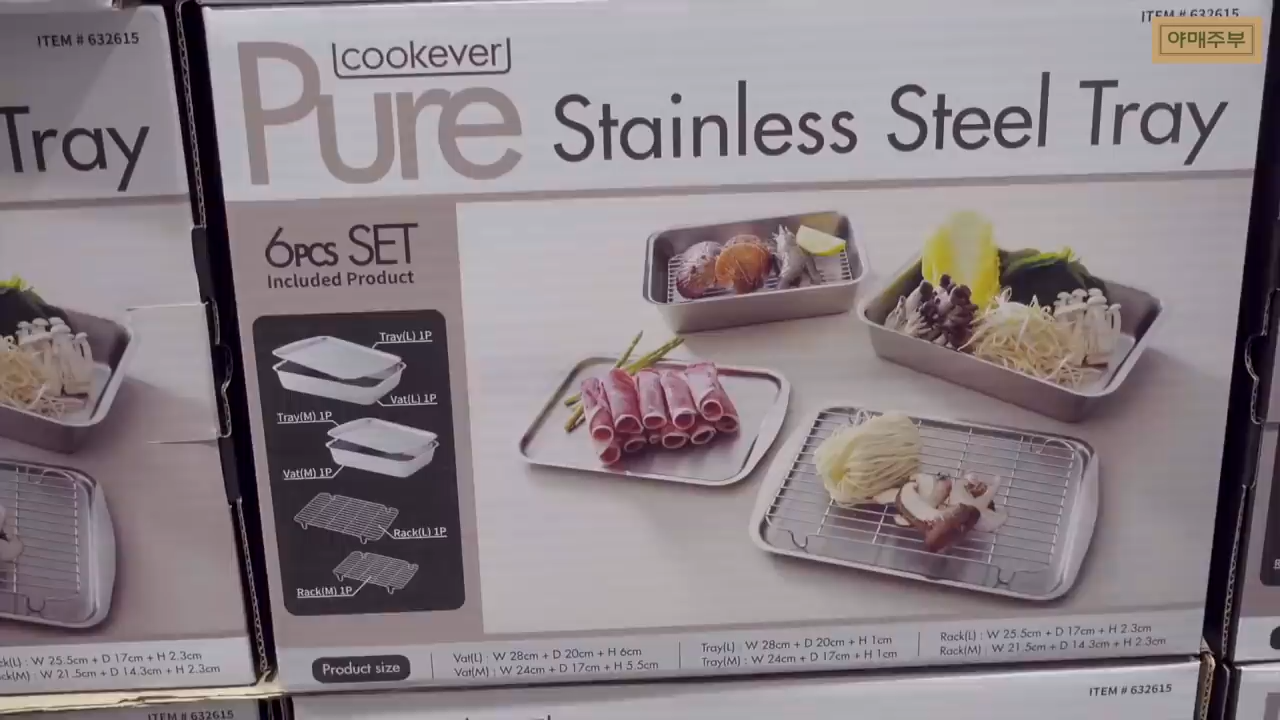 ITEM # 632615
ITEM # 632615
야매주부
cookever
Pure Stainless Steel Tray
Tray
6PCS SET
Included Product
Tray(L) 1P
Vat(L) 1P
Tray(M) 1P
Vat(M) 1P
Rack(L) 1P
Rack(M) 1P
Product size
Vat(L) : W 28cm + D 20cm + H 6cm
Vat(M) : W 24cm + D 17cm + H 5.5cm
Tray(L) : W 28cm + D 20cm + H 1cm
Tray(M) : W 24cm + D 17cm + H 1cm
Rack(L) : W 25.5cm + D 17cm + H 2.3cm
Rack(M) : W 21.5cm + D 14.3cm + H 2.3cm
ck(L) : W 25.5cm + D 17cm + H 2.3cm
ck(M) : W 21.5cm + D 14.3cm + H 2.3cm
ITEM # 632615
ITEM # 632615